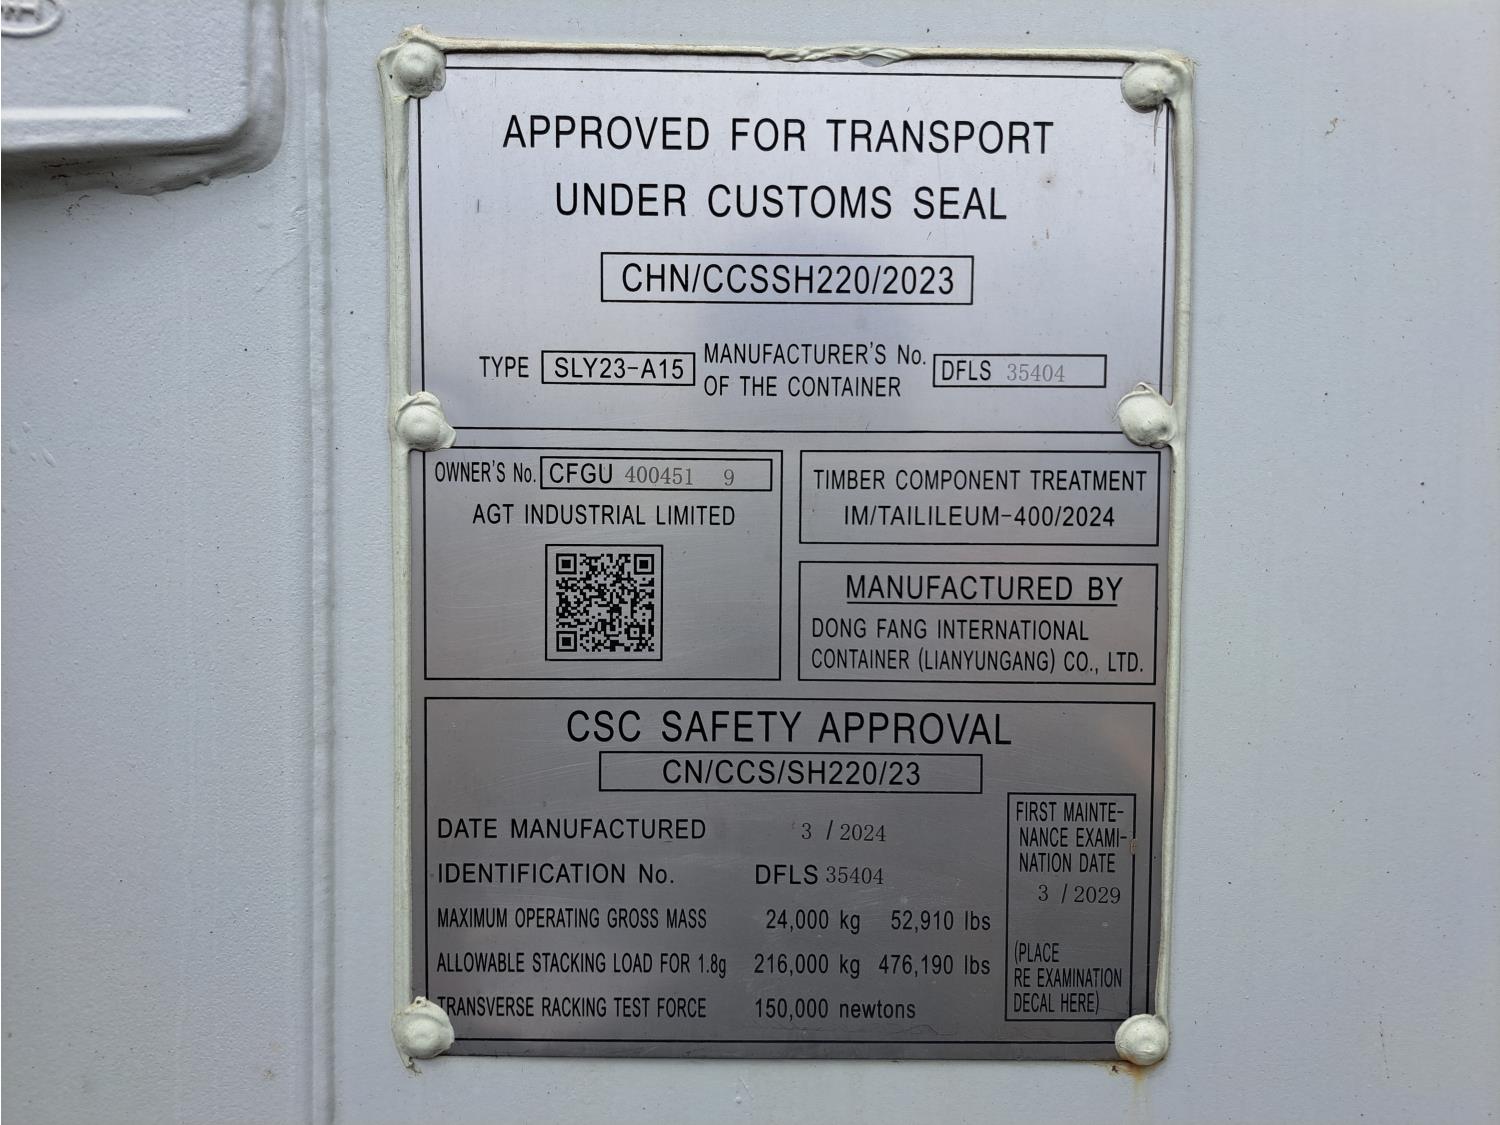 APPROVED FOR TRANSPORT
UNDER CUSTOMS SEAL
CHN/CCSSH220/2023
TYPE SLY23-A15 MANUFACTURER'S No. OF THE CONTAINER DFLS 35404
OWNER'S No. CFGU 400451 9
AGT INDUSTRIAL LIMITED
TIMBER COMPONENT TREATMENT
IM/TAILILEUM-400/2024
MANUFACTURED BY
DONG FANG INTERNATIONAL
CONTAINER (LIANYUNGANG) CO., LTD.
CSC SAFETY APPROVAL
CN/CCS/SH220/23
DATE MANUFACTURED 3 / 2024
IDENTIFICATION No. DFLS 35404
MAXIMUM OPERATING GROSS MASS 24,000 kg 52,910 lbs
ALLOWABLE STACKING LOAD FOR 1.8g 216,000 kg 476,190 lbs
TRANSVERSE RACKING TEST FORCE 150,000 newtons
FIRST MAINTE-
NANCE EXAMI-
NATION DATE
3 / 2029
(PLACE
RE EXAMINATION
DECAL HERE)